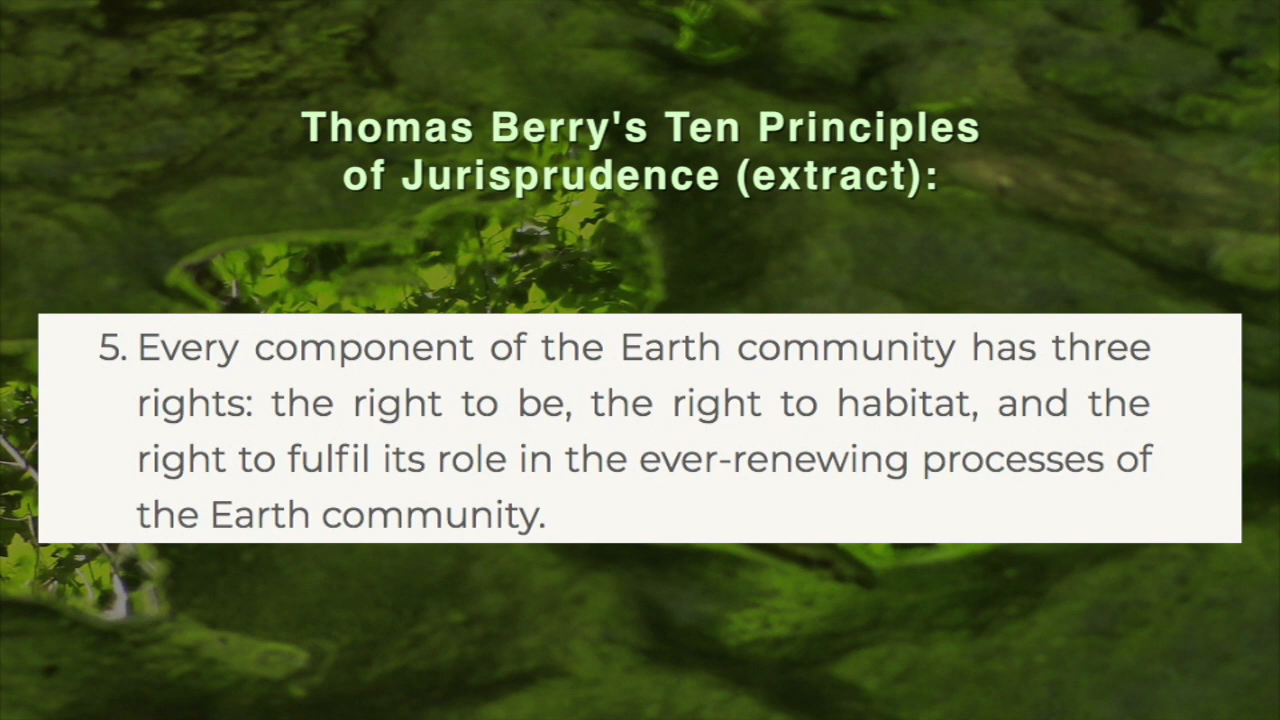 Thomas Berry's Ten Principles
of Jurisprudence (extract):
5. Every component of the Earth community has three
rights: the right to be, the right to habitat, and the
right to fulfil its role in the ever-renewing processes of
the Earth community.